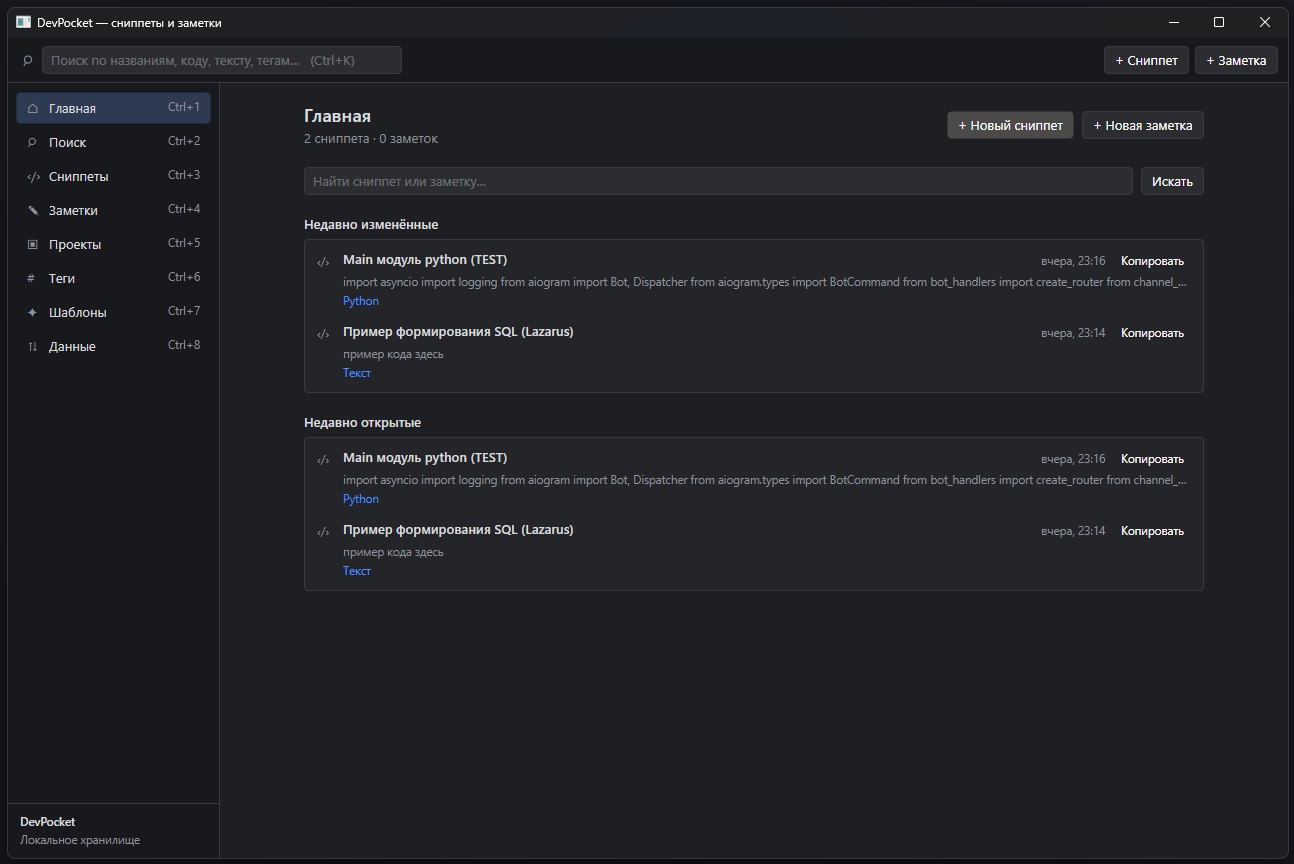 DevPocket — сниппеты и заметки
Поиск по названиям, коду, тексту, тегам... (Ctrl+K)
+ Сниппет
+ Заметка
Главная Ctrl+1
Поиск Ctrl+2
</> Сниппеты Ctrl+3
Заметки Ctrl+4
Проекты Ctrl+5
# Теги Ctrl+6
Шаблоны Ctrl+7
Данные Ctrl+8
DevPocket
Локальное хранилище
Главная
2 сниппета · 0 заметок
+ Новый сниппет
+ Новая заметка
Найти сниппет или заметку...
Искать
Недавно изменённые
</> Main модуль python (TEST) вчера, 23:16 Копировать
import asyncio import logging from aiogram import Bot, Dispatcher from aiogram.types import BotCommand from bot_handlers import create_router from channel_...
Python
</> Пример формирования SQL (Lazarus) вчера, 23:14 Копировать
пример кода здесь
Текст
Недавно открытые
</> Main модуль python (TEST) вчера, 23:16 Копировать
import asyncio import logging from aiogram import Bot, Dispatcher from aiogram.types import BotCommand from bot_handlers import create_router from channel_...
Python
</> Пример формирования SQL (Lazarus) вчера, 23:14 Копировать
пример кода здесь
Текст